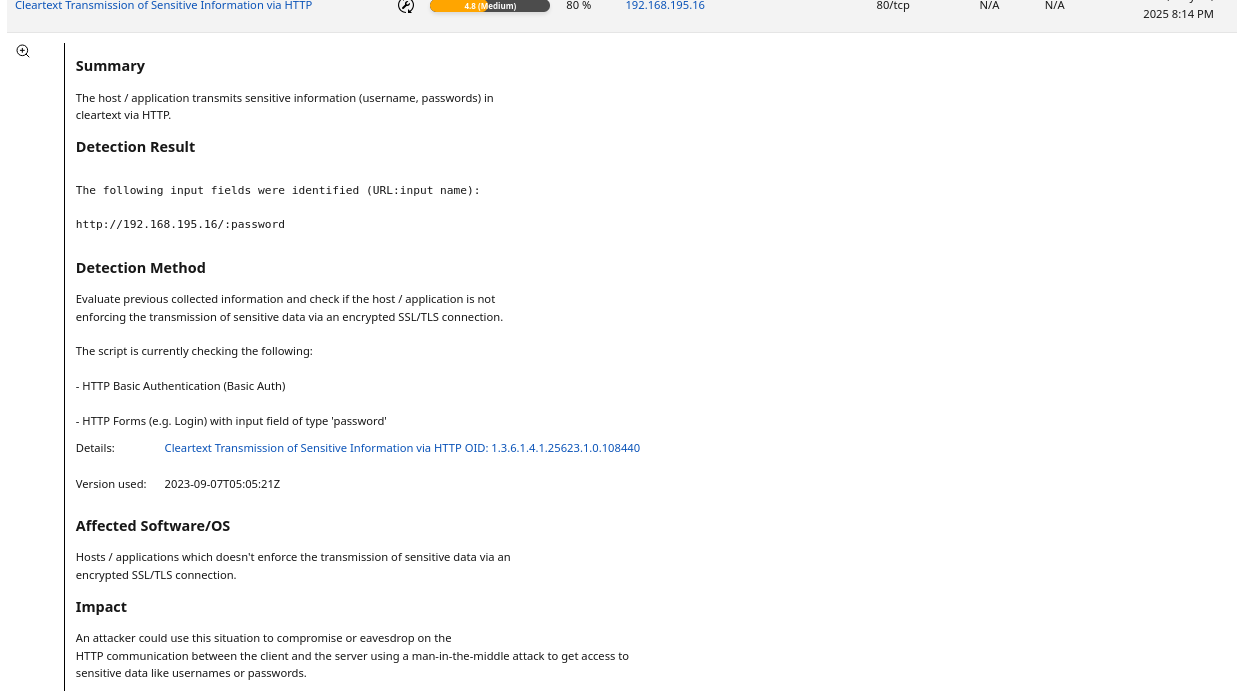 Cleartext Transmission of Sensitive Information via HTTP 4.8 (Medium) 80 % 192.168.195.16 80/tcp N/A N/A
2025 8:14 PM
Summary
The host / application transmits sensitive information (username, passwords) in
cleartext via HTTP.
Detection Result
The following input fields were identified (URL:input name):
http://192.168.195.16/:password
Detection Method
Evaluate previous collected information and check if the host / application is not
enforcing the transmission of sensitive data via an encrypted SSL/TLS connection.
The script is currently checking the following:
- HTTP Basic Authentication (Basic Auth)
- HTTP Forms (e.g. Login) with input field of type 'password'
Details: Cleartext Transmission of Sensitive Information via HTTP OID: 1.3.6.1.4.1.25623.1.0.108440
Version used: 2023-09-07T05:05:21Z
Affected Software/OS
Hosts / applications which doesn't enforce the transmission of sensitive data via an
encrypted SSL/TLS connection.
Impact
An attacker could use this situation to compromise or eavesdrop on the
HTTP communication between the client and the server using a man-in-the-middle attack to get access to
sensitive data like usernames or passwords.